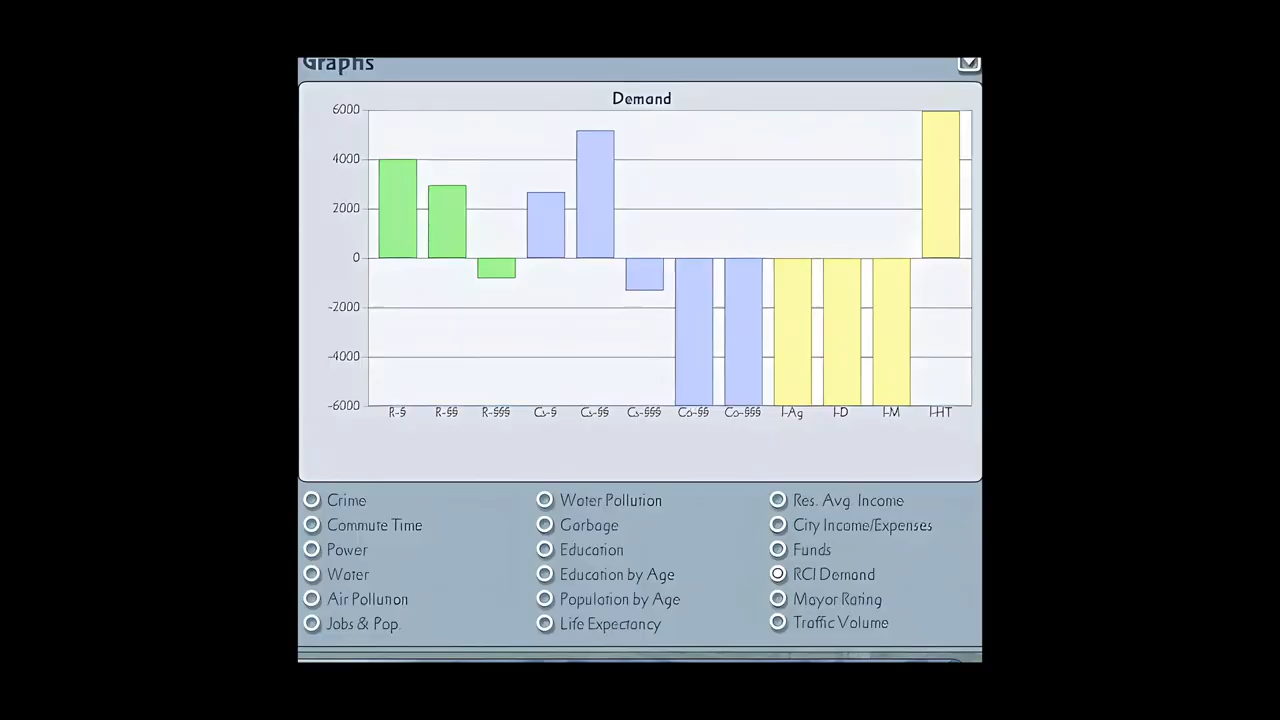 Graphs
Demand
6000
4000
2000
0
-2000
-4000
-6000
R-§ R-§§ R-§§§ Cs-§ Cs-§§ Cs-§§§ Co-§§ Co-§§§ I-Ag I-D I-M I-HT
Crime Water Pollution Res. Avg. Income
Commute Time Garbage City Income/Expenses
Power Education Funds
Water Education by Age RCI Demand
Air Pollution Population by Age Mayor Rating
Jobs & Pop. Life Expectancy Traffic Volume